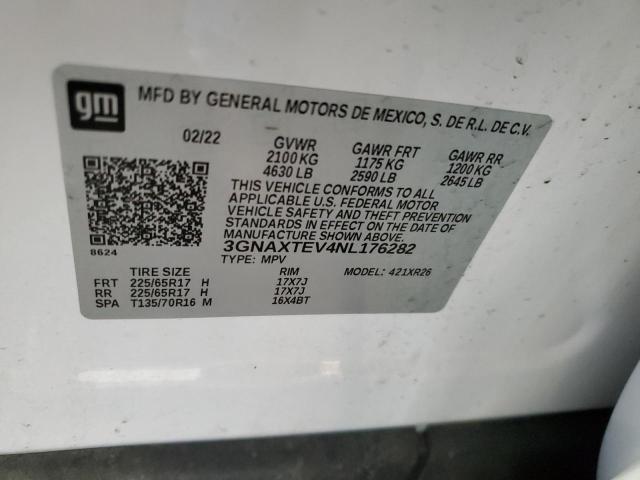 gm
MFD BY GENERAL MOTORS DE MEXICO, S. DE R.L. DE C.V.
02/22 GVWR GAWR FRT GAWR RR
2100 KG 1175 KG 1200 KG
4630 LB 2590 LB 2645 LB
THIS VEHICLE CONFORMS TO ALL
APPLICABLE U.S. FEDERAL MOTOR
VEHICLE SAFETY AND THEFT PREVENTION
STANDARDS IN EFFECT ON THE DATE OF
MANUFACTURE SHOWN ABOVE.
8624 3GNAXTEV4NL176282
TYPE: MPV MODEL: 421XR26
TIRE SIZE RIM
FRT 225/65R17 H 17X7J
RR 225/65R17 H 17X7J
SPA T135/70R16 M 16X4BT